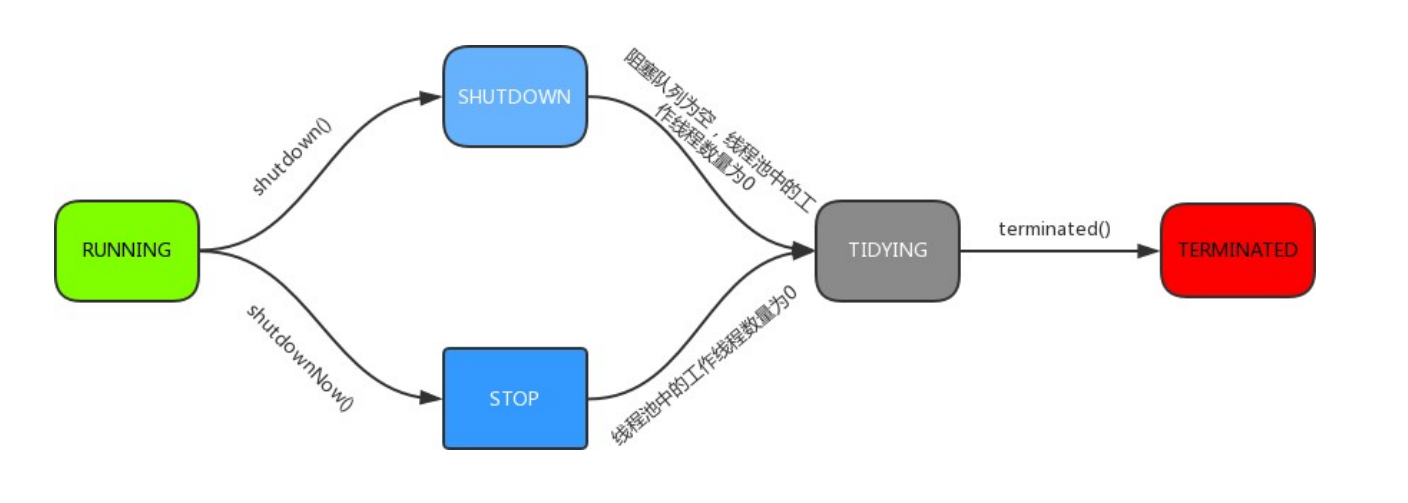 SHUTDOWN
阻塞队列为空，线程池中的工
作线程数量为0
shutdown()
RUNNING
TIDYING
terminated()
TERMINATED
shutdownNow()
STOP
线程池中的工作线程数量为0